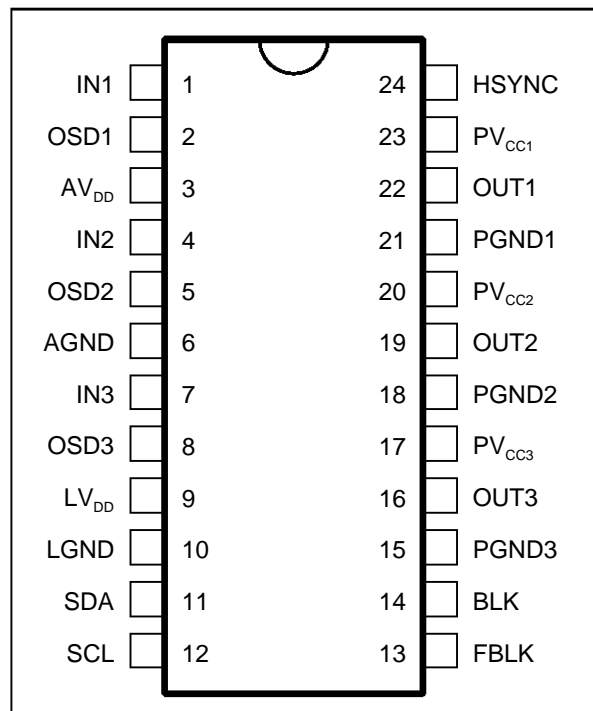 IN1 1 24 HSYNC
OSD1 2 23 PVCC1
AVDD 3 22 OUT1
IN2 4 21 PGND1
OSD2 5 20 PVCC2
AGND 6 19 OUT2
IN3 7 18 PGND2
OSD3 8 17 PVCC3
LVDD 9 16 OUT3
LGND 10 15 PGND3
SDA 11 14 BLK
SCL 12 13 FBLK